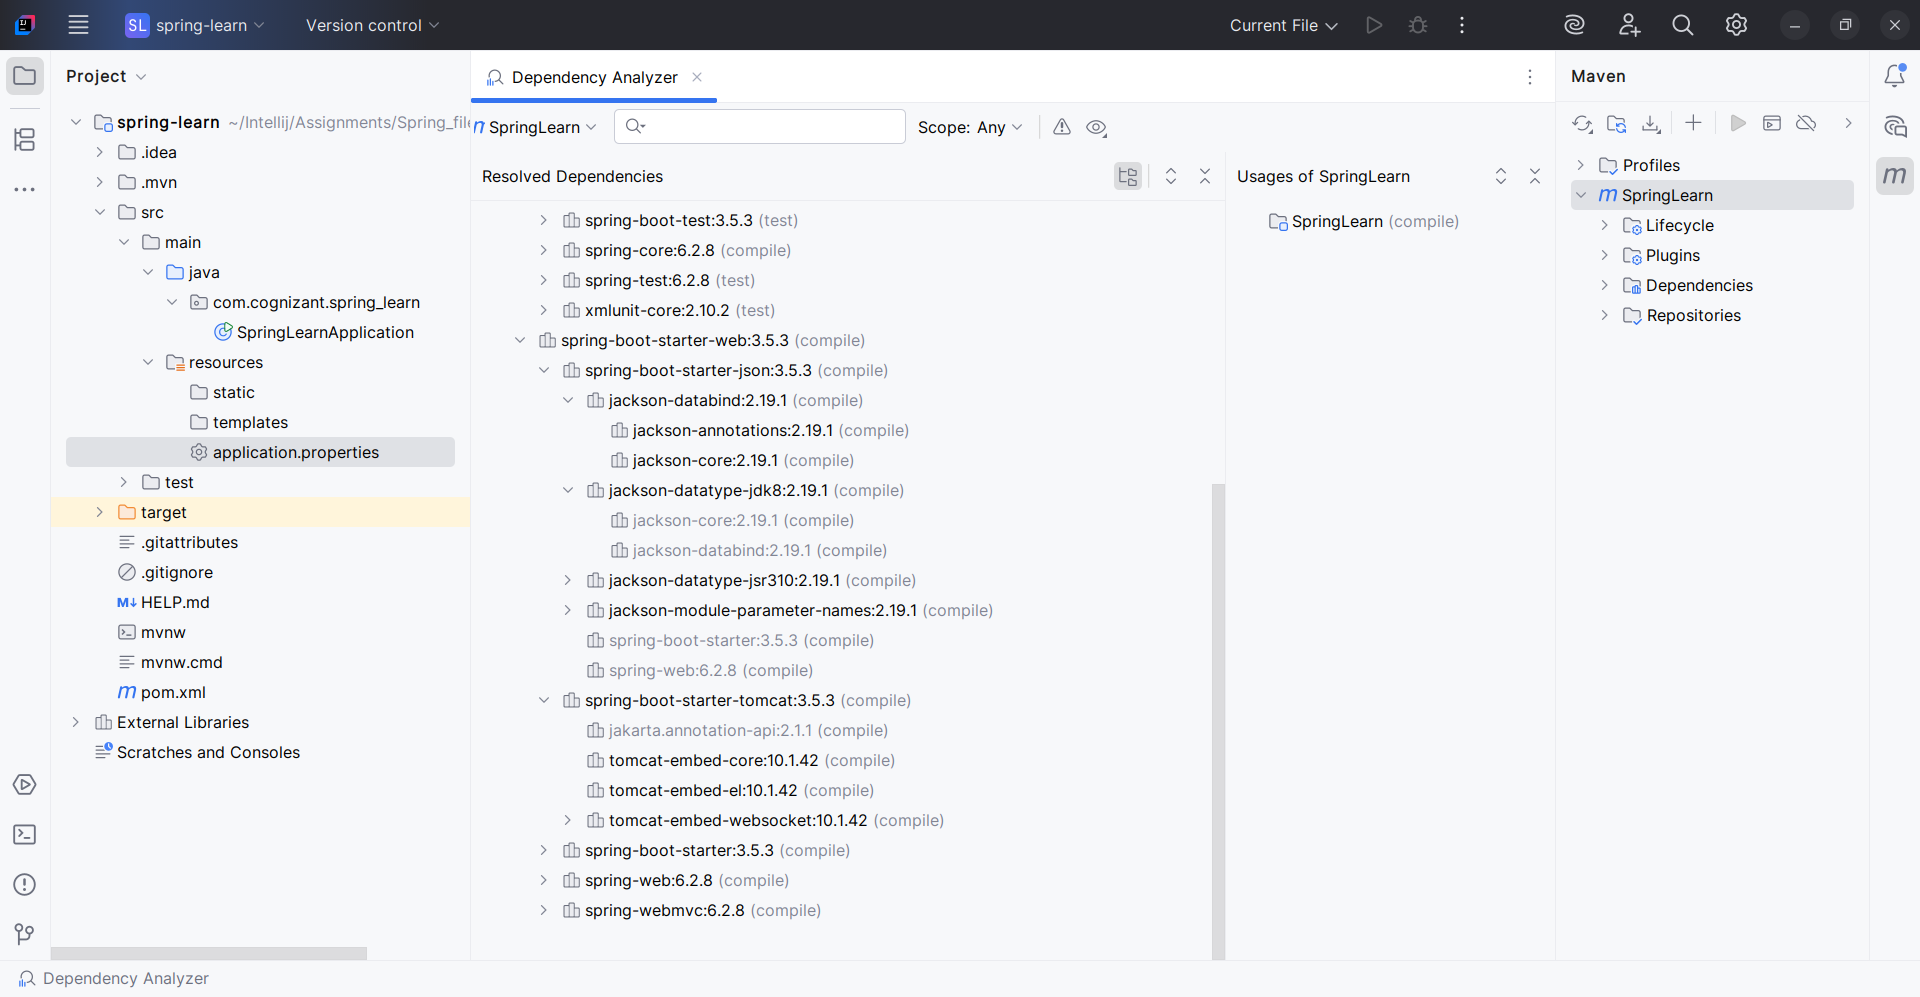 SL spring-learn Version control Current File
Project
spring-learn ~/Intellij/Assignments/Spring_file
.idea
.mvn
src
main
java
com.cognizant.spring_learn
SpringLearnApplication
resources
static
templates
application.properties
test
target
.gitattributes
.gitignore
M↓ HELP.md
mvnw
mvnw.cmd
m pom.xml
External Libraries
Scratches and Consoles
Dependency Analyzer
m SpringLearn Scope: Any
Resolved Dependencies
spring-boot-test:3.5.3 (test)
spring-core:6.2.8 (compile)
spring-test:6.2.8 (test)
xmlunit-core:2.10.2 (test)
spring-boot-starter-web:3.5.3 (compile)
spring-boot-starter-json:3.5.3 (compile)
jackson-databind:2.19.1 (compile)
jackson-annotations:2.19.1 (compile)
jackson-core:2.19.1 (compile)
jackson-datatype-jdk8:2.19.1 (compile)
jackson-core:2.19.1 (compile)
jackson-databind:2.19.1 (compile)
jackson-datatype-jsr310:2.19.1 (compile)
jackson-module-parameter-names:2.19.1 (compile)
spring-boot-starter:3.5.3 (compile)
spring-web:6.2.8 (compile)
spring-boot-starter-tomcat:3.5.3 (compile)
jakarta.annotation-api:2.1.1 (compile)
tomcat-embed-core:10.1.42 (compile)
tomcat-embed-el:10.1.42 (compile)
tomcat-embed-websocket:10.1.42 (compile)
spring-boot-starter:3.5.3 (compile)
spring-web:6.2.8 (compile)
spring-webmvc:6.2.8 (compile)
Usages of SpringLearn
SpringLearn (compile)
Maven
Profiles
m SpringLearn
Lifecycle
Plugins
Dependencies
Repositories
m
Dependency Analyzer